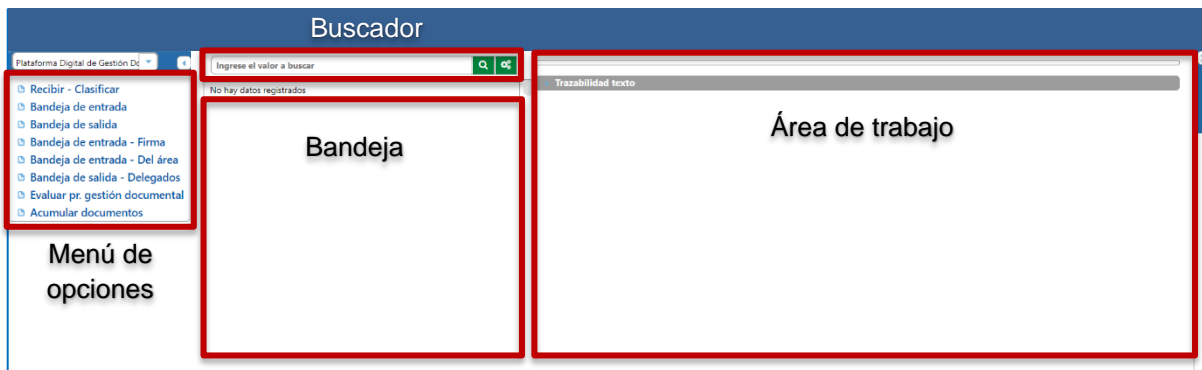 Buscador
Plataforma Digital de Gestión Dc
Ingrese el valor a buscar
Recibir - Clasificar
Bandeja de entrada
Bandeja de salida
Bandeja de entrada - Firma
Bandeja de entrada - Del área
Bandeja de salida - Delegados
Evaluar pr. gestión documental
Acumular documentos
Menú de
opciones
No hay datos registrados
Bandeja
Trazabilidad texto
Área de trabajo